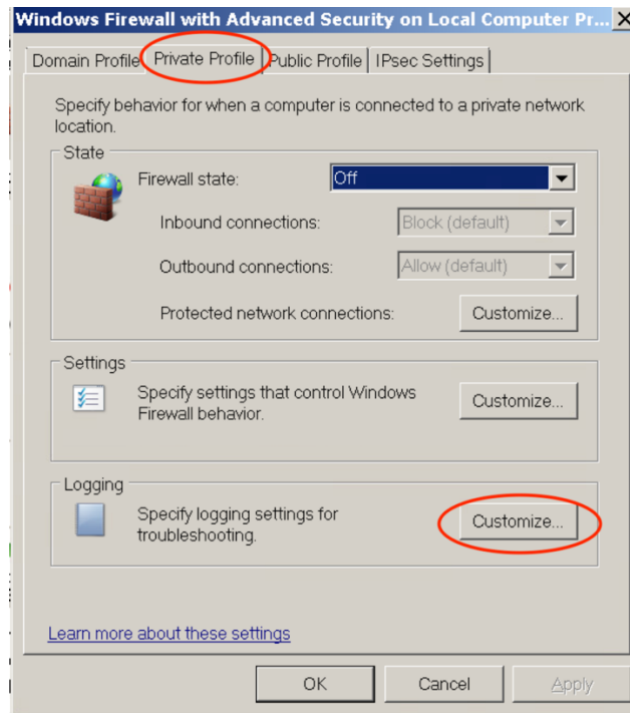 Windows Firewall with Advanced Security on Local Computer Pr...
Domain Profile Private Profile Public Profile IPsec Settings
Specify behavior for when a computer is connected to a private network
location.
State
Firewall state: Off
Inbound connections: Block (default)
Outbound connections: Allow (default)
Protected network connections: Customize...
Settings
Specify settings that control Windows
Firewall behavior.
Customize...
Logging
Specify logging settings for
troubleshooting.
Customize...
Learn more about these settings
OK Cancel Apply